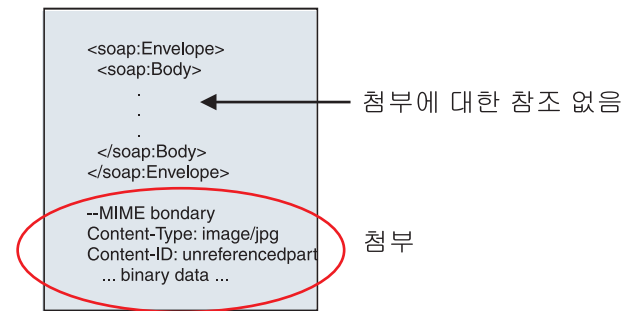 <soap:Envelope>
<soap:Body>
.
.
.
첨부에 대한 참조 없음
</soap:Body>
</soap:Envelope>
--MIME bondary
Content-Type: image/jpg
Content-ID: unreferencedpart
... binary data ...
첨부